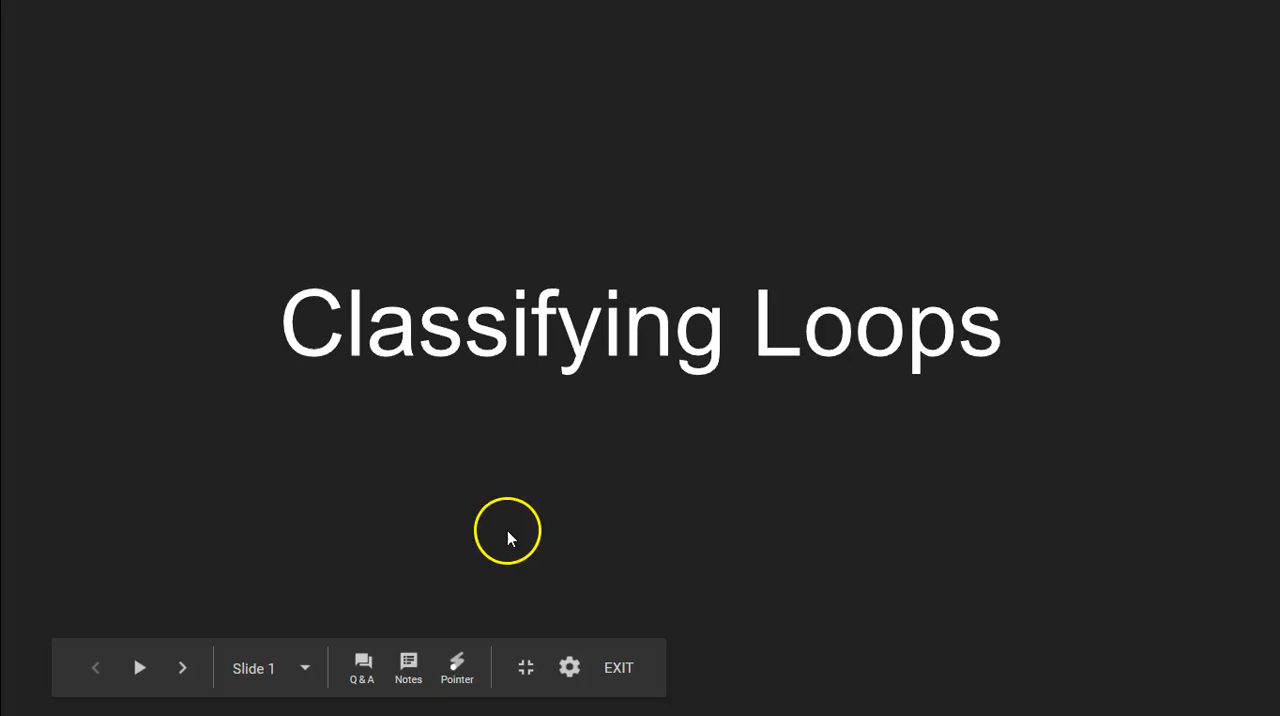 Classifying Loops
Slide 1
Q & A
Notes
Pointer
EXIT